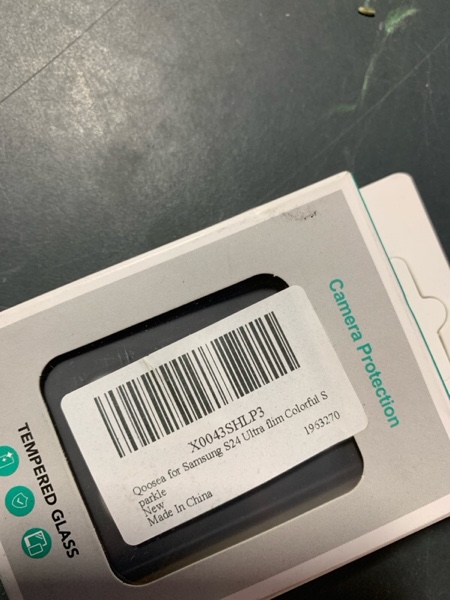 Camera Protection
X0043SHLP3
Qoosea for Samsung S24 Ultra flim Colorful S
parkle
New
1963270
Made In China
TEMPERED GLASS